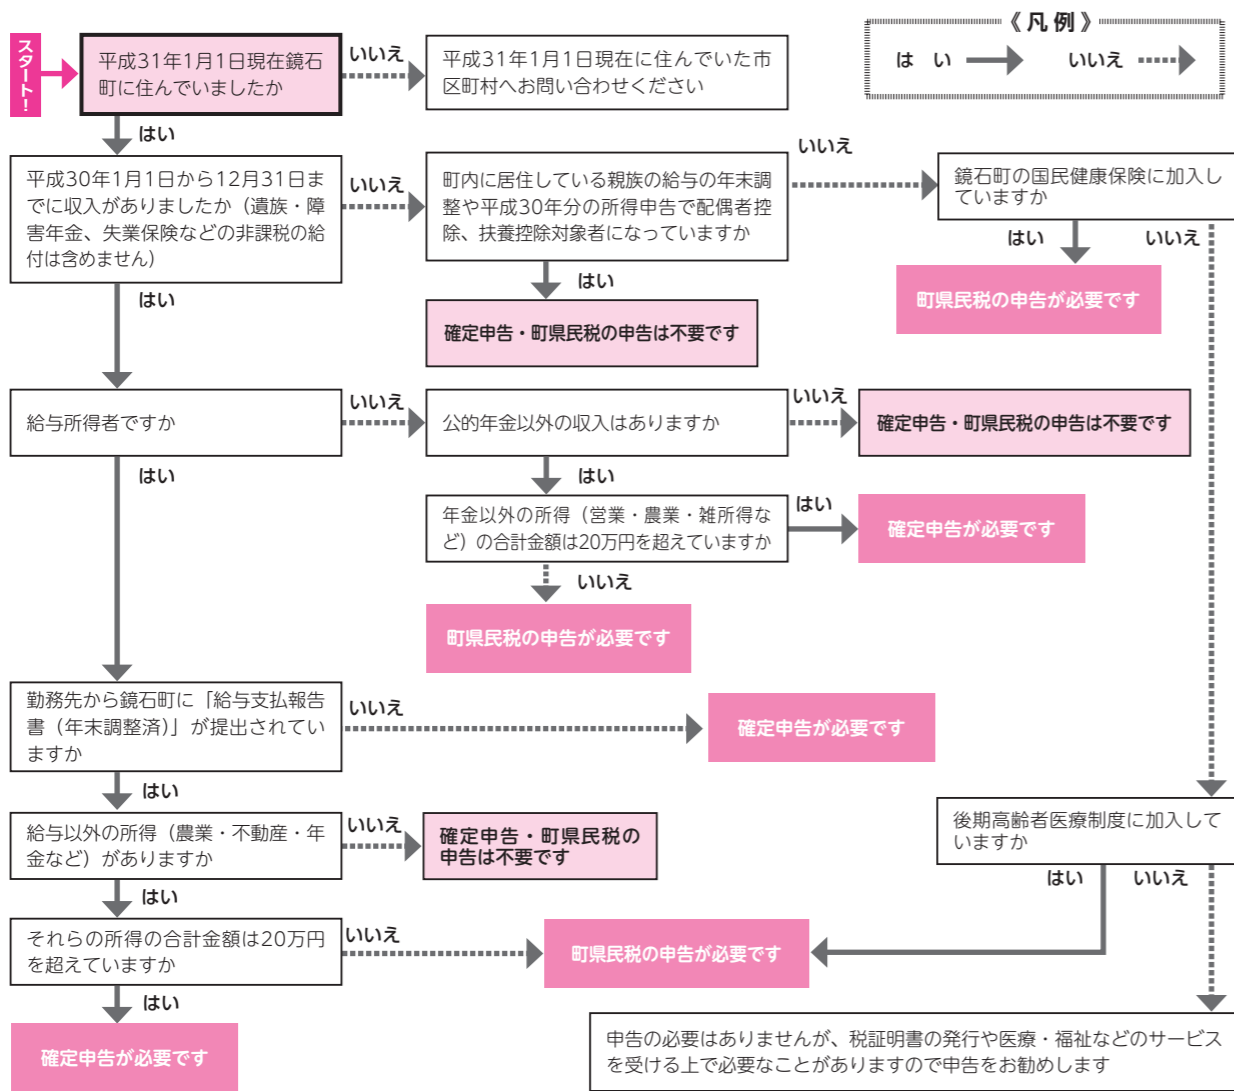 《凡例》
はい
いいえ
スタート！
平成31年1月1日現在鏡石
町に住んでいましたか
いいえ
平成31年1月1日現在に住んでいた市
区町村へお問い合わせください
はい
平成30年1月1日から12月31日ま
でに収入がありましたか（遺族・障
害年金、失業保険などの非課税の給
付は含めません）
いいえ
町内に居住している親族の給与の年末調
整や平成30年分の所得申告で配偶者控
除、扶養控除対象者になっていますか
いいえ
鏡石町の国民健康保険に加入し
ていますか
はい
いいえ
町県民税の申告が必要です
はい
確定申告・町県民税の申告は不要です
はい
給与所得者ですか
いいえ
公的年金以外の収入はありますか
いいえ
確定申告・町県民税の申告は不要です
はい
年金以外の所得（営業・農業・雑所得な
ど）の合計金額は20万円を超えていますか
はい
確定申告が必要です
いいえ
町県民税の申告が必要です
はい
勤務先から鏡石町に「給与支払報告
書（年末調整済）」が提出されてい
ますか
いいえ
確定申告が必要です
はい
給与以外の所得（農業・不動産・年
金など）がありますか
いいえ
確定申告・町県民税の
申告は不要です
後期高齢者医療制度に加入して
いますか
はい
いいえ
はい
それらの所得の合計金額は20万円
を超えていますか
いいえ
町県民税の申告が必要です
はい
確定申告が必要です
申告の必要はありませんが、税証明書の発行や医療・福祉などのサービス
を受ける上で必要なことがありますので申告をお勧めします